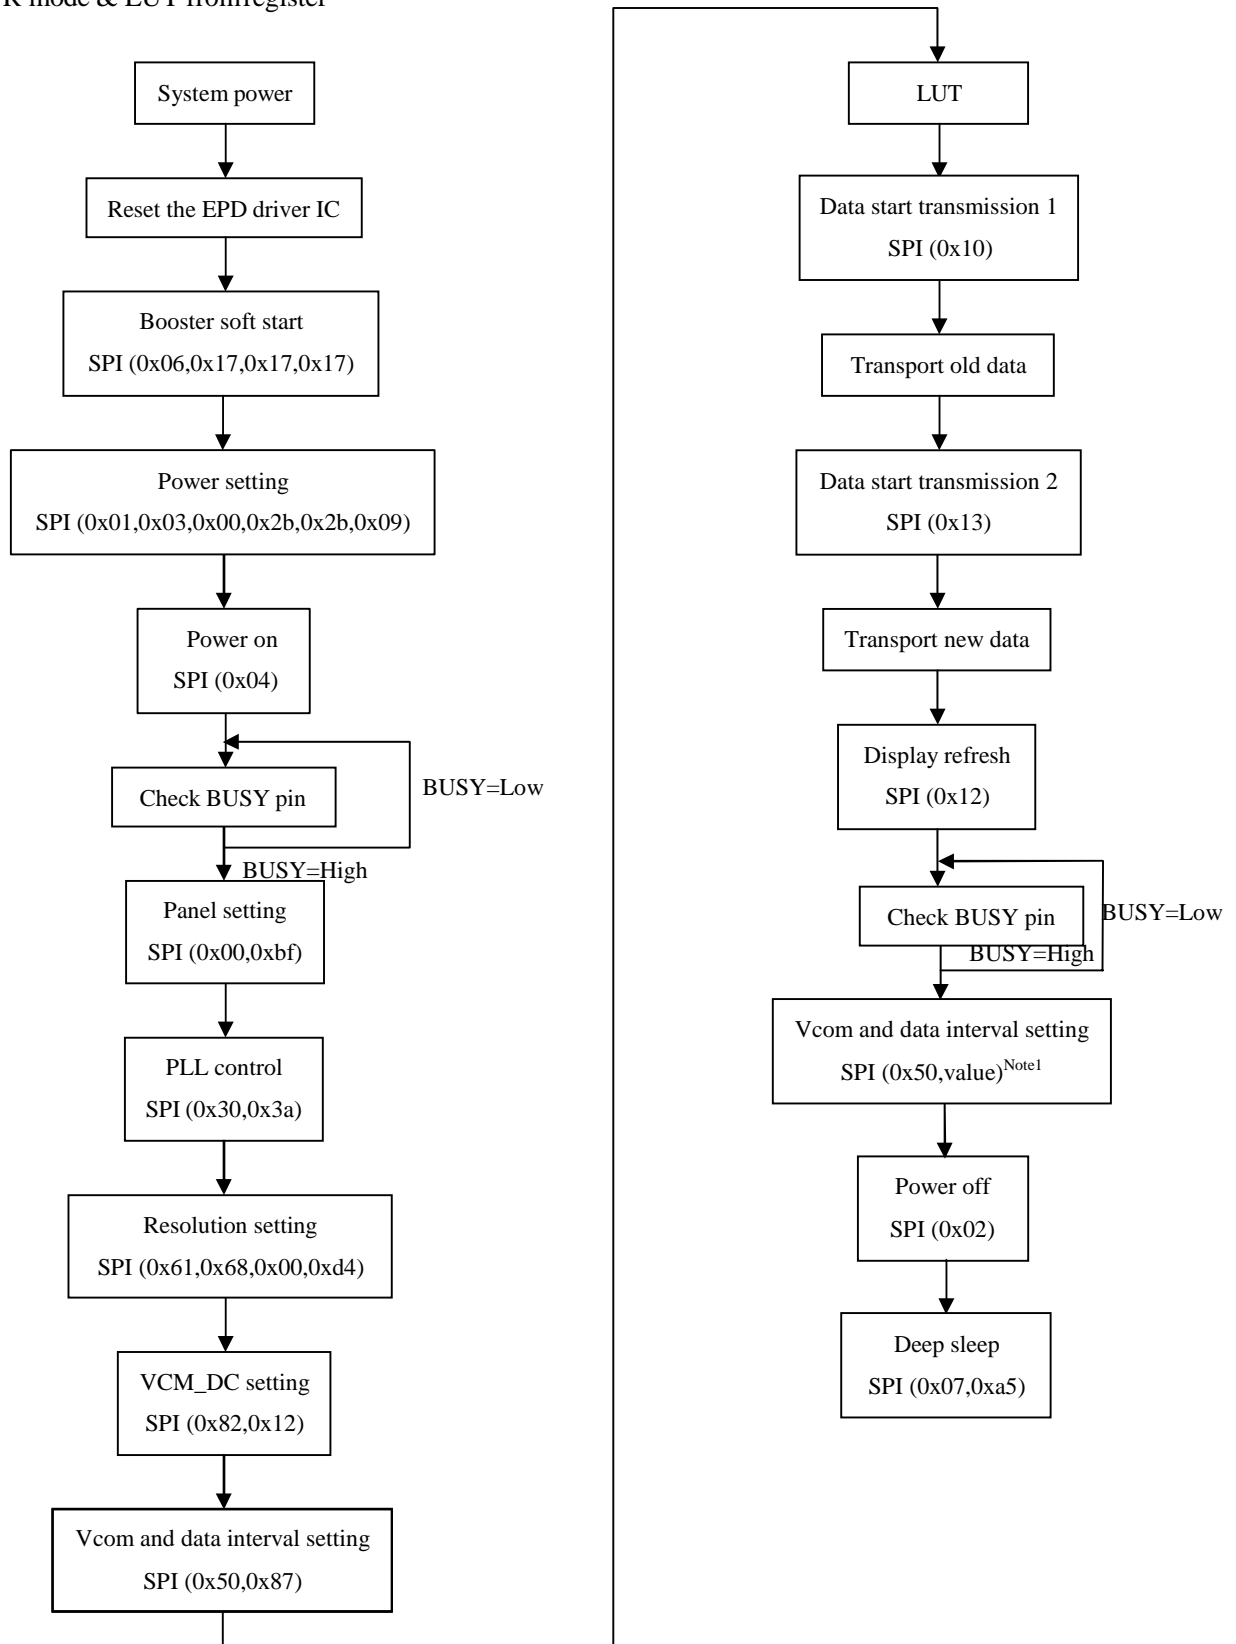 mode & LUT from register
System power
Reset the EPD driver IC
Booster soft start
SPI (0x06,0x17,0x17,0x17)
Power setting
SPI (0x01,0x03,0x00,0x2b,0x2b,0x09)
Power on
SPI (0x04)
Check BUSY pin
BUSY=Low
BUSY=High
Panel setting
SPI (0x00,0xbf)
PLL control
SPI (0x30,0x3a)
Resolution setting
SPI (0x61,0x68,0x00,0xd4)
VCM_DC setting
SPI (0x82,0x12)
Vcom and data interval setting
SPI (0x50,0x87)
LUT
Data start transmission 1
SPI (0x10)
Transport old data
Data start transmission 2
SPI (0x13)
Transport new data
Display refresh
SPI (0x12)
Check BUSY pin
BUSY=Low
BUSY=High
Vcom and data interval setting
SPI (0x50,value)Note1
Power off
SPI (0x02)
Deep sleep
SPI (0x07,0xa5)